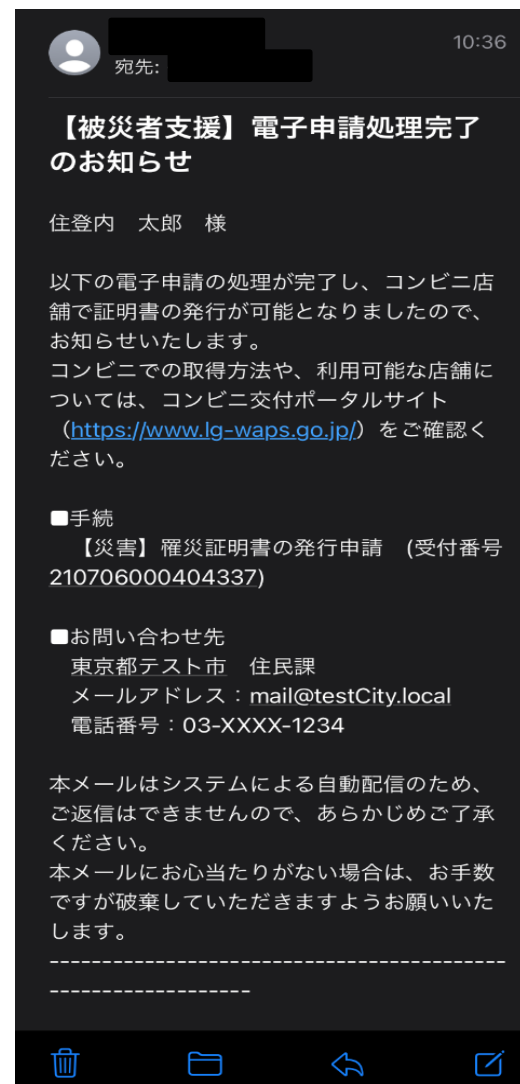 10:36
宛先:
【被災者支援】電子申請処理完了
のお知らせ
住登内　太郎　様
以下の電子申請の処理が完了し、コンビニ店
舗で証明書の発行が可能となりましたので、
お知らせいたします。
コンビニでの取得方法や、利用可能な店舗に
ついては、コンビニ交付ポータルサイト
（https://www.lg-waps.go.jp/）をご確認く
ださい。
■手続
【災害】罹災証明書の発行申請　(受付番号
210706000404337)
■お問い合わせ先
東京都テスト市　住民課
メールアドレス：mail@testCity.local
電話番号：03-XXXX-1234
本メールはシステムによる自動配信のため、
ご返信はできませんので、あらかじめご了承
ください。
本メールにお心当たりがない場合は、お手数
ですが破棄していただきますようお願いいた
します。
--------------------------------------------
-------------------